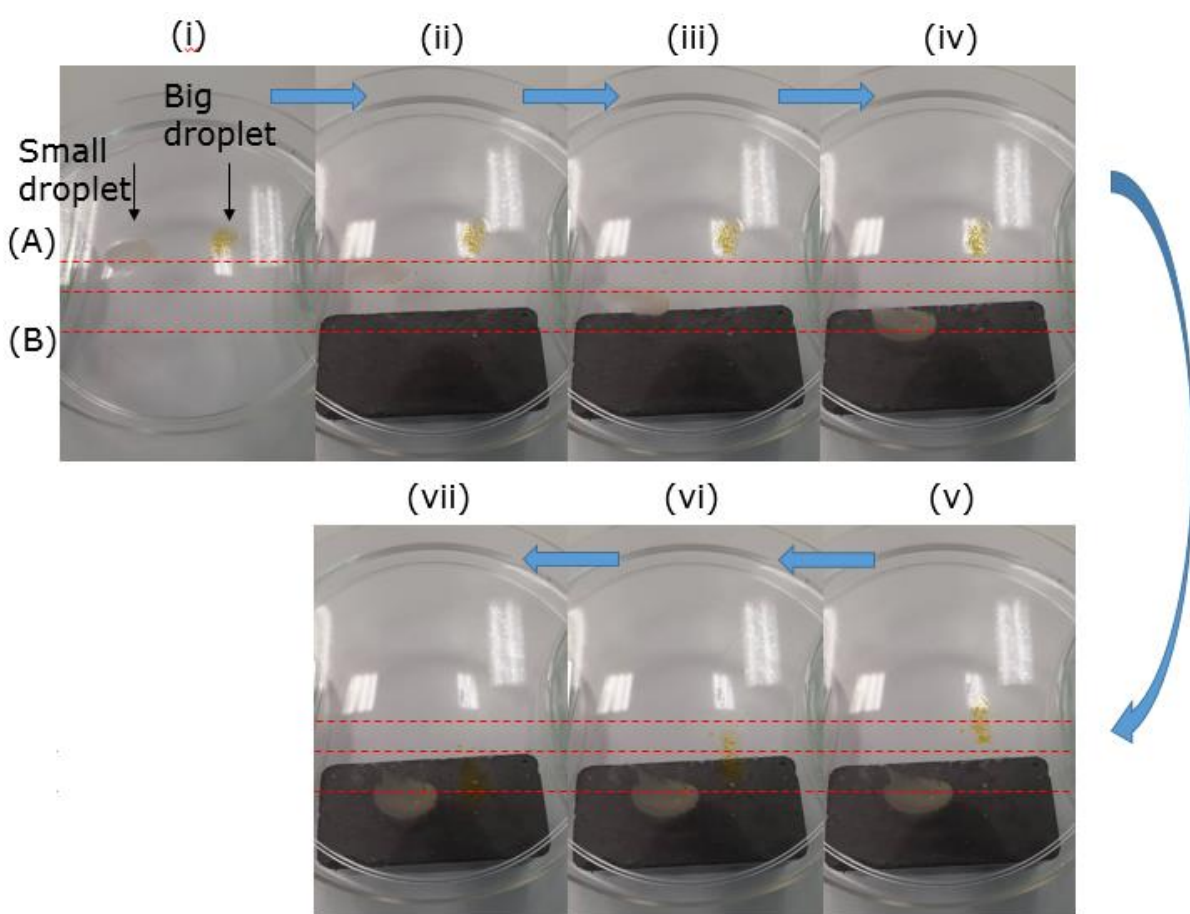 (i)
(ii)
(iii)
(iv)
Big
droplet
Small
droplet
(A)
(B)
(vii)
(vi)
(v)